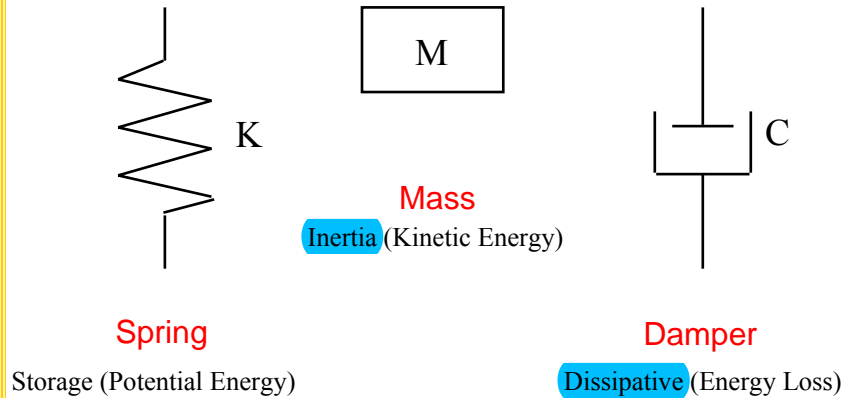 M
K
C
Mass
Inertia (Kinetic Energy)
Spring
Damper
Storage (Potential Energy)
Dissipative (Energy Loss)